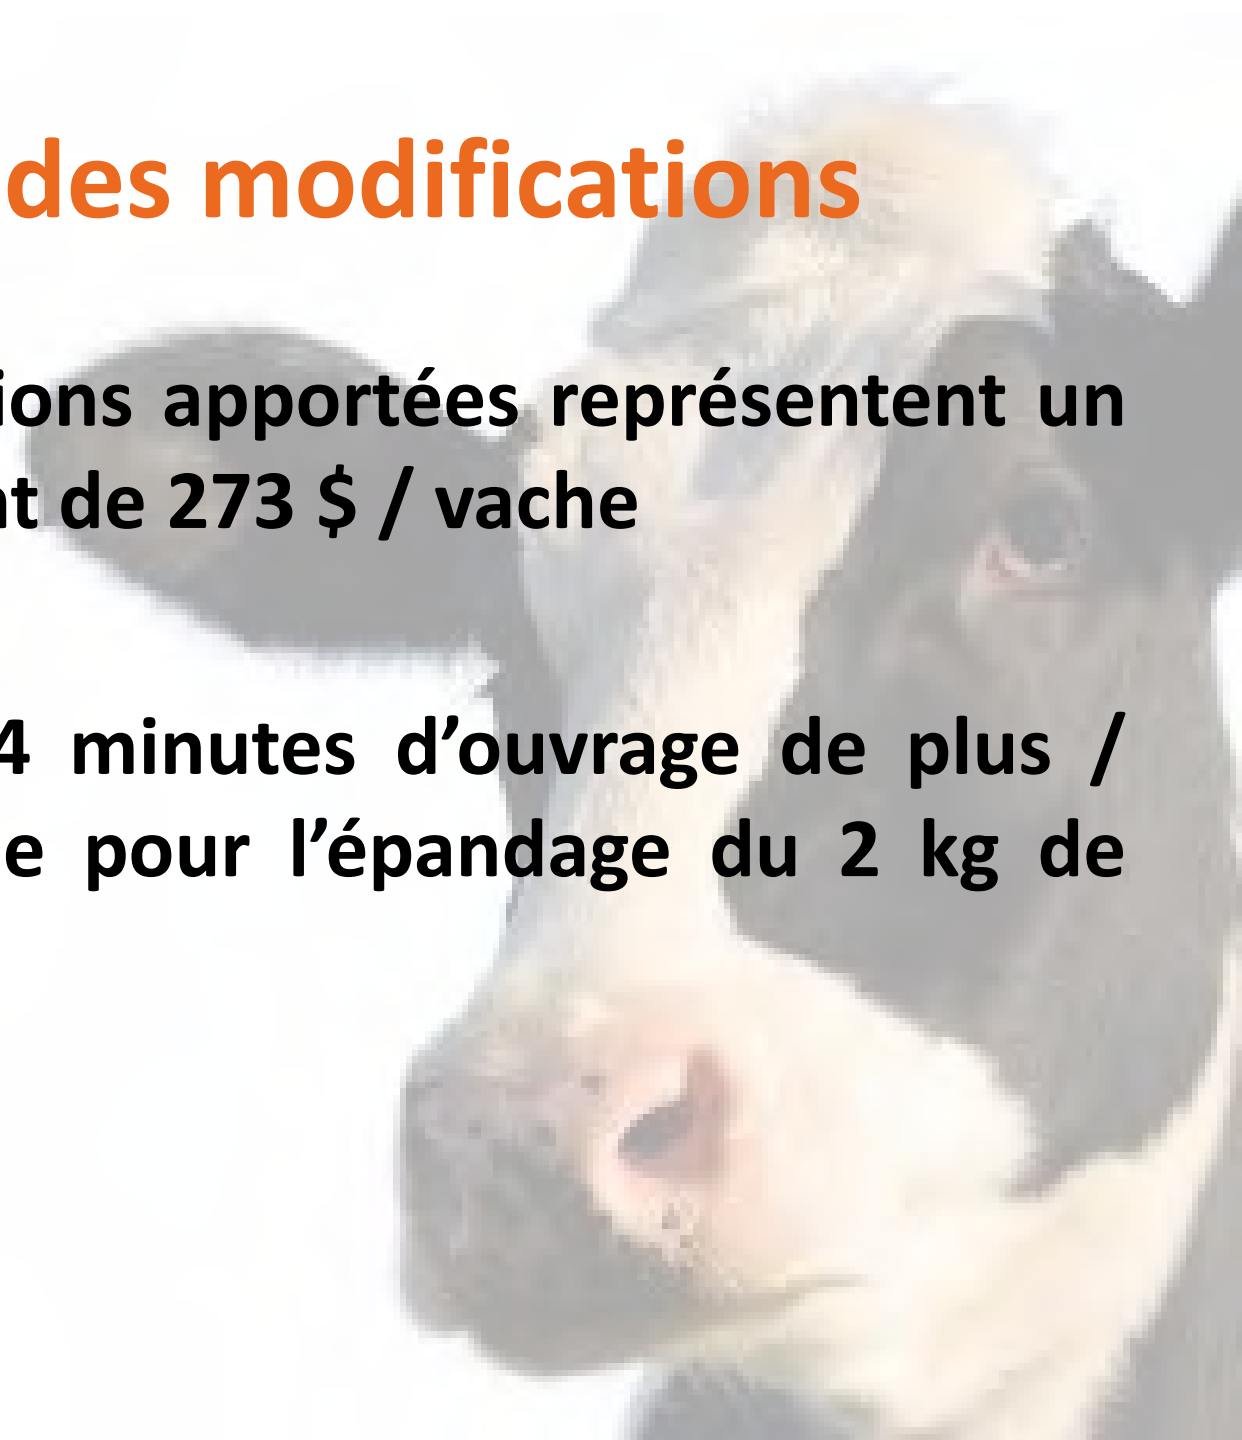 des modifications
apportées représentent un
de 273 $ / vache
4 minutes d’ouvrage de plus /
pour l’épandage du 2 kg de